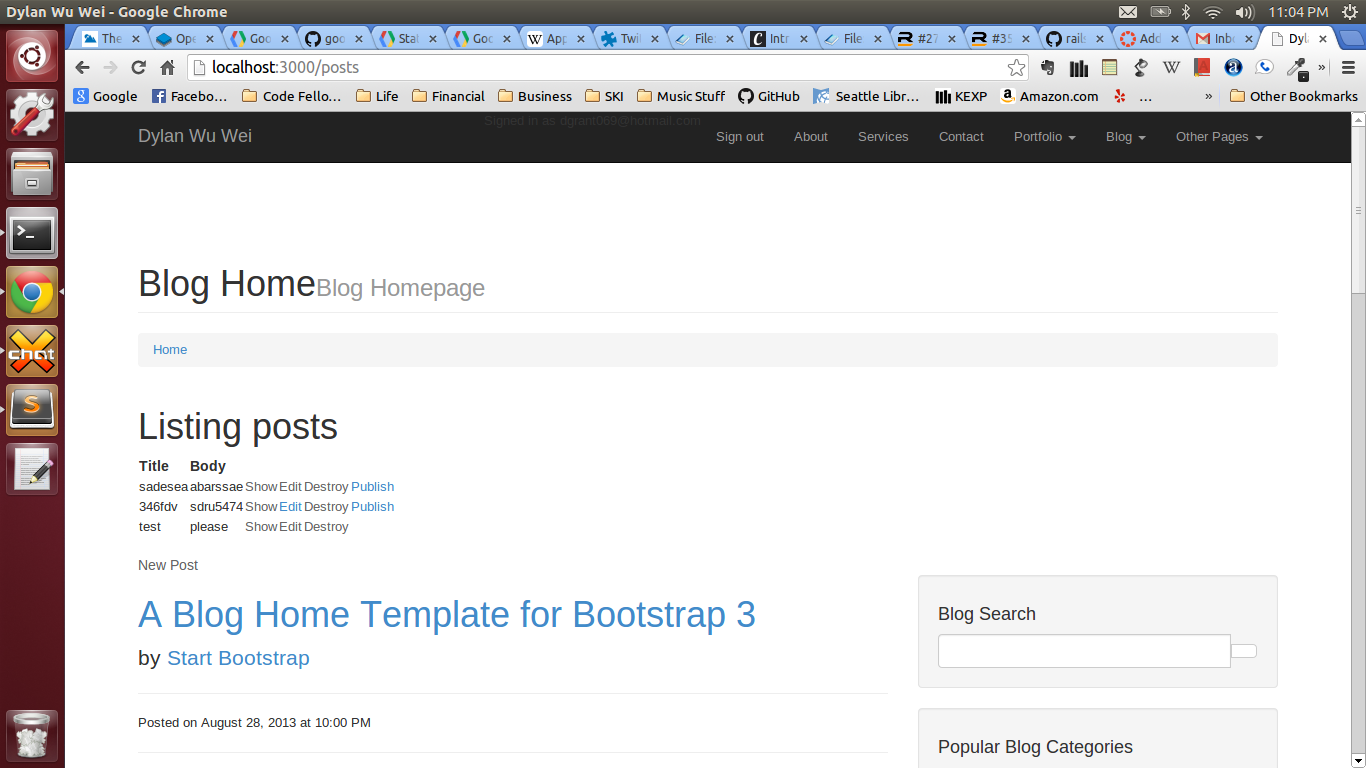 Dylan Wu Wei - Google Chrome
11:04 PM
The
Ope
Goo
goo
Stat
Goo
W App
Twil
File:
Intr
File
#27
#35
rails
Add
Inbo
Dyl
localhost:3000/posts
Google
Facebo...
Code Fello...
Life
Financial
Business
SKI
Music Stuff
GitHub
Seattle Libr...
KEXP
Amazon.com
...
»
Other Bookmarks
Signed in as dgrant069@hotmail.com
Dylan Wu Wei
Sign out
About
Services
Contact
Portfolio
Blog
Other Pages
Blog Home Blog Homepage
Home
Listing posts
Title Body
sadesea abarssae Show Edit Destroy Publish
346fdv sdru5474 Show Edit Destroy Publish
test please Show Edit Destroy
New Post
A Blog Home Template for Bootstrap 3
by Start Bootstrap
Posted on August 28, 2013 at 10:00 PM
Blog Search
Popular Blog Categories
chat